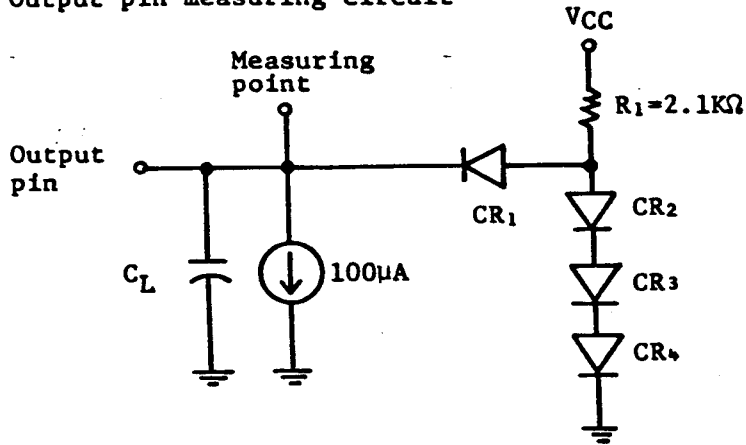 Output pin measuring circuit
VCC
Measuring
point
R₁=2.1KΩ
Output
pin
CR₁
CR₂
CL
100μA
CR₃
CR₄